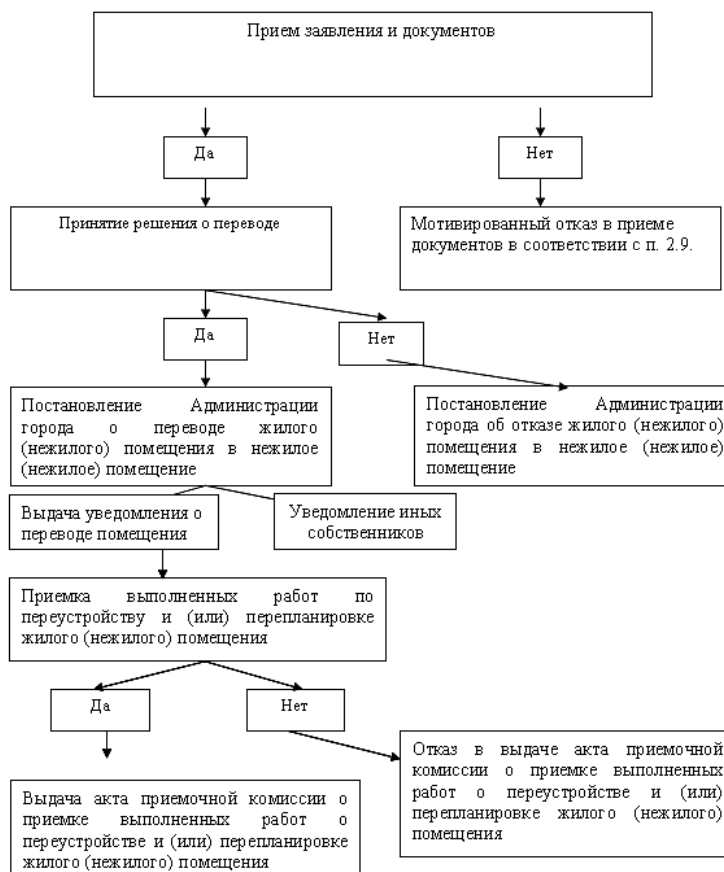 Прием заявления и документов
Да
Нет
Принятие решения о переводе
Мотивированный отказ в приеме
документов в соответствии с п. 2.9.
Да
Нет
Постановление Администрации
города о переводе жилого
(нежилого) помещения в нежилое
(нежилое) помещение
Постановление Администрации
города об отказе жилого (нежилого)
помещения в нежилое (нежилое)
помещение
Выдача уведомления о
переводе помещения
Уведомление иных
собственников
Приемка выполненных работ по
переустройству и (или) перепланировке
жилого (нежилого) помещения
Да
Нет
Отказ в выдаче акта приемочной
комиссии о приемке выполненных
работ о переустройстве и (или)
перепланировке жилого (нежилого)
помещения
Выдача акта приемочной комиссии о
приемке выполненных работ о
переустройстве и (или) перепланировке
жилого (нежилого) помещения